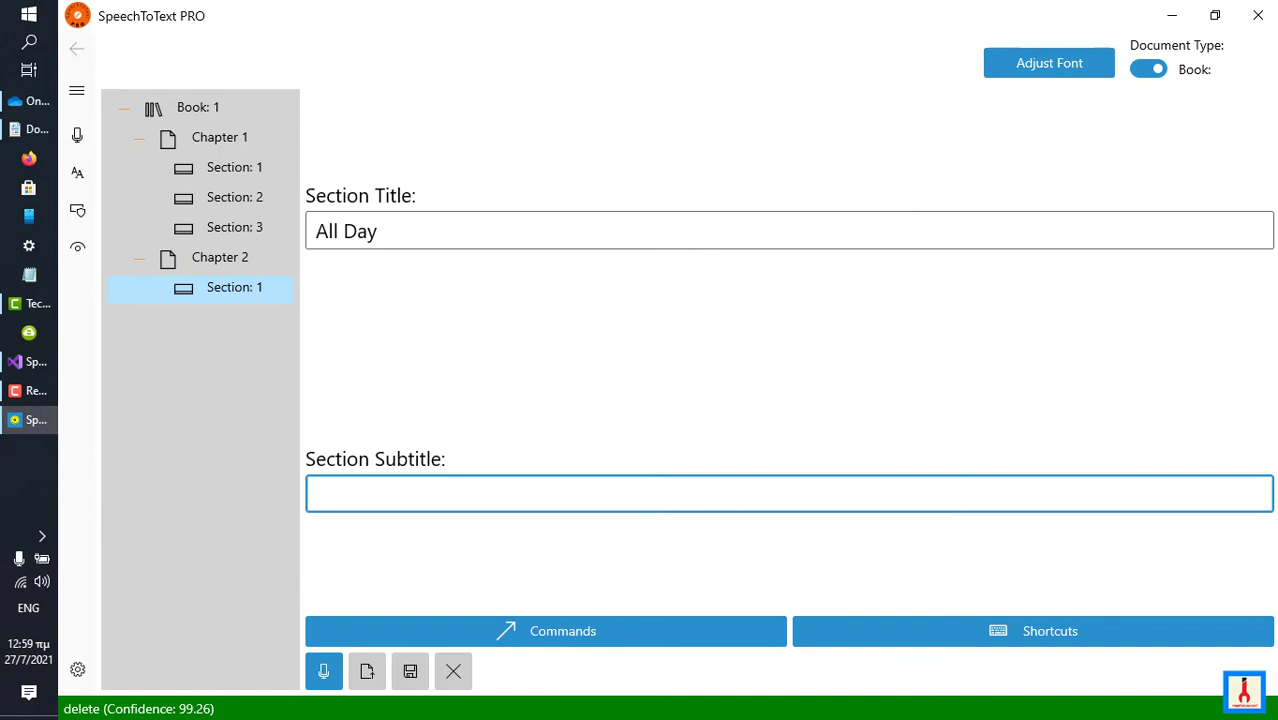 SpeechToText PRO
Document Type:
Adjust Font
Book:
On...
Do...
Tec...
Sp...
Re...
Sp...
ENG
12:59 πμ
27/7/2021
Book: 1
Chapter 1
Section: 1
Section: 2
Section: 3
Chapter 2
Section: 1
Section Title:
All Day
Section Subtitle:
Commands
Shortcuts
delete (Confidence: 99.26)